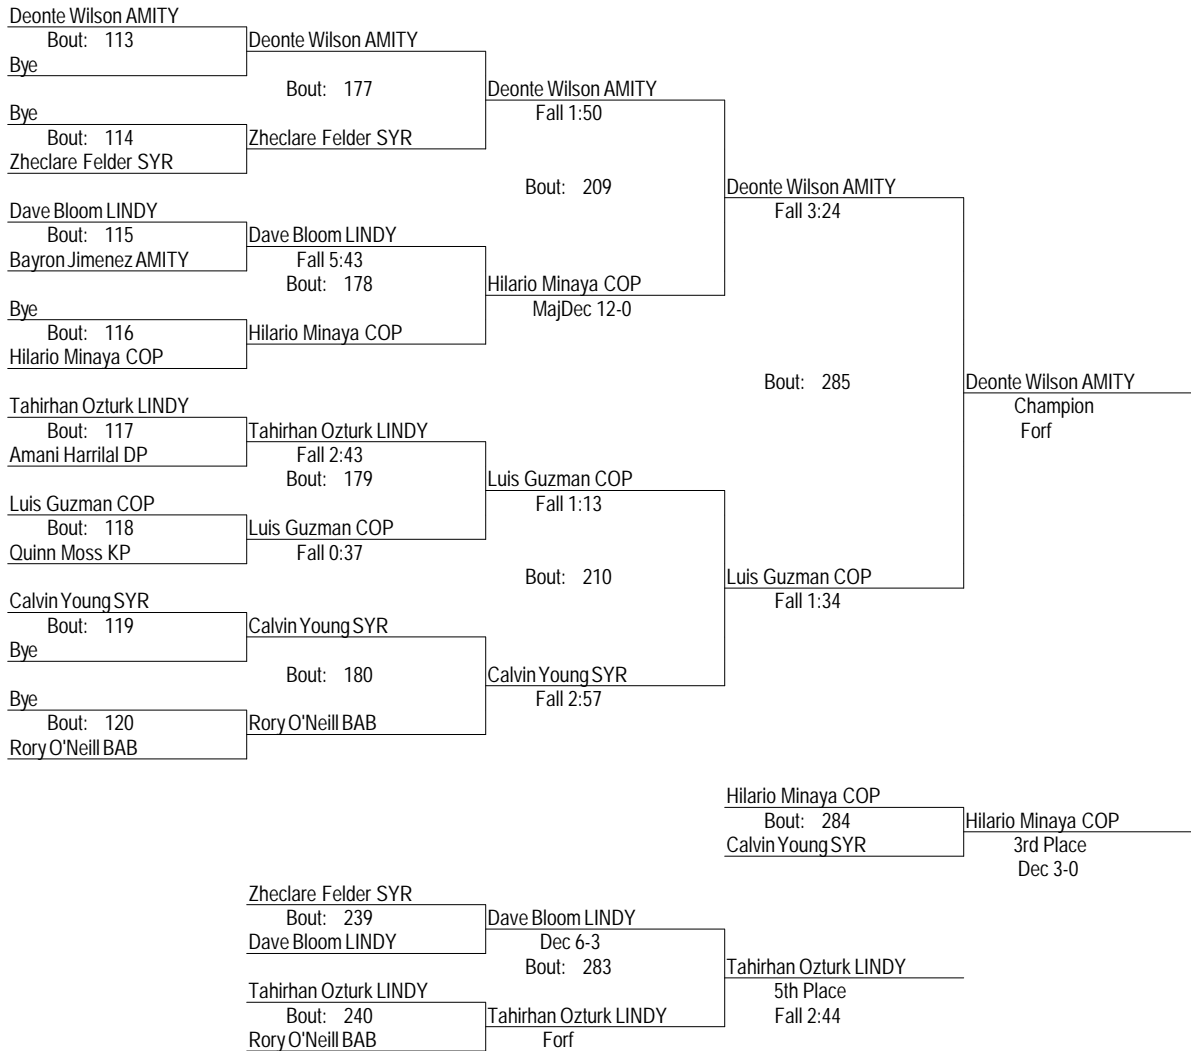 Deonte Wilson AMITY
Bout: 113
Bye
Bye
Bout: 114
Zheclare Felder SYR
Dave Bloom LINDY
Bout: 115
Bayron Jimenez AMITY
Bye
Bout: 116
Hilario Minaya COP
Tahirhan Ozturk LINDY
Bout: 117
Amani Harrilal DP
Luis Guzman COP
Bout: 118
Quinn Moss KP
Calvin Young SYR
Bout: 119
Bye
Bye
Bout: 120
Rory O'Neill BAB
Deonte Wilson AMITY
Bout: 177
Zheclare Felder SYR
Dave Bloom LINDY
Fall 5:43
Bout: 178
Hilario Minaya COP
Tahirhan Ozturk LINDY
Fall 2:43
Bout: 179
Luis Guzman COP
Fall 0:37
Calvin Young SYR
Bout: 180
Rory O'Neill BAB
Deonte Wilson AMITY
Fall 1:50
Bout: 209
Hilario Minaya COP
MajDec 12-0
Luis Guzman COP
Fall 1:13
Bout: 210
Calvin Young SYR
Fall 2:57
Deonte Wilson AMITY
Fall 3:24
Bout: 285
Luis Guzman COP
Fall 1:34
Deonte Wilson AMITY
Champion
Forf
Hilario Minaya COP
Bout: 284
Calvin Young SYR
Hilario Minaya COP
3rd Place
Dec 3-0
Zheclare Felder SYR
Bout: 239
Dave Bloom LINDY
Tahirhan Ozturk LINDY
Bout: 240
Rory O'Neill BAB
Dave Bloom LINDY
Dec 6-3
Bout: 283
Tahirhan Ozturk LINDY
Forf
Tahirhan Ozturk LINDY
5th Place
Fall 2:44